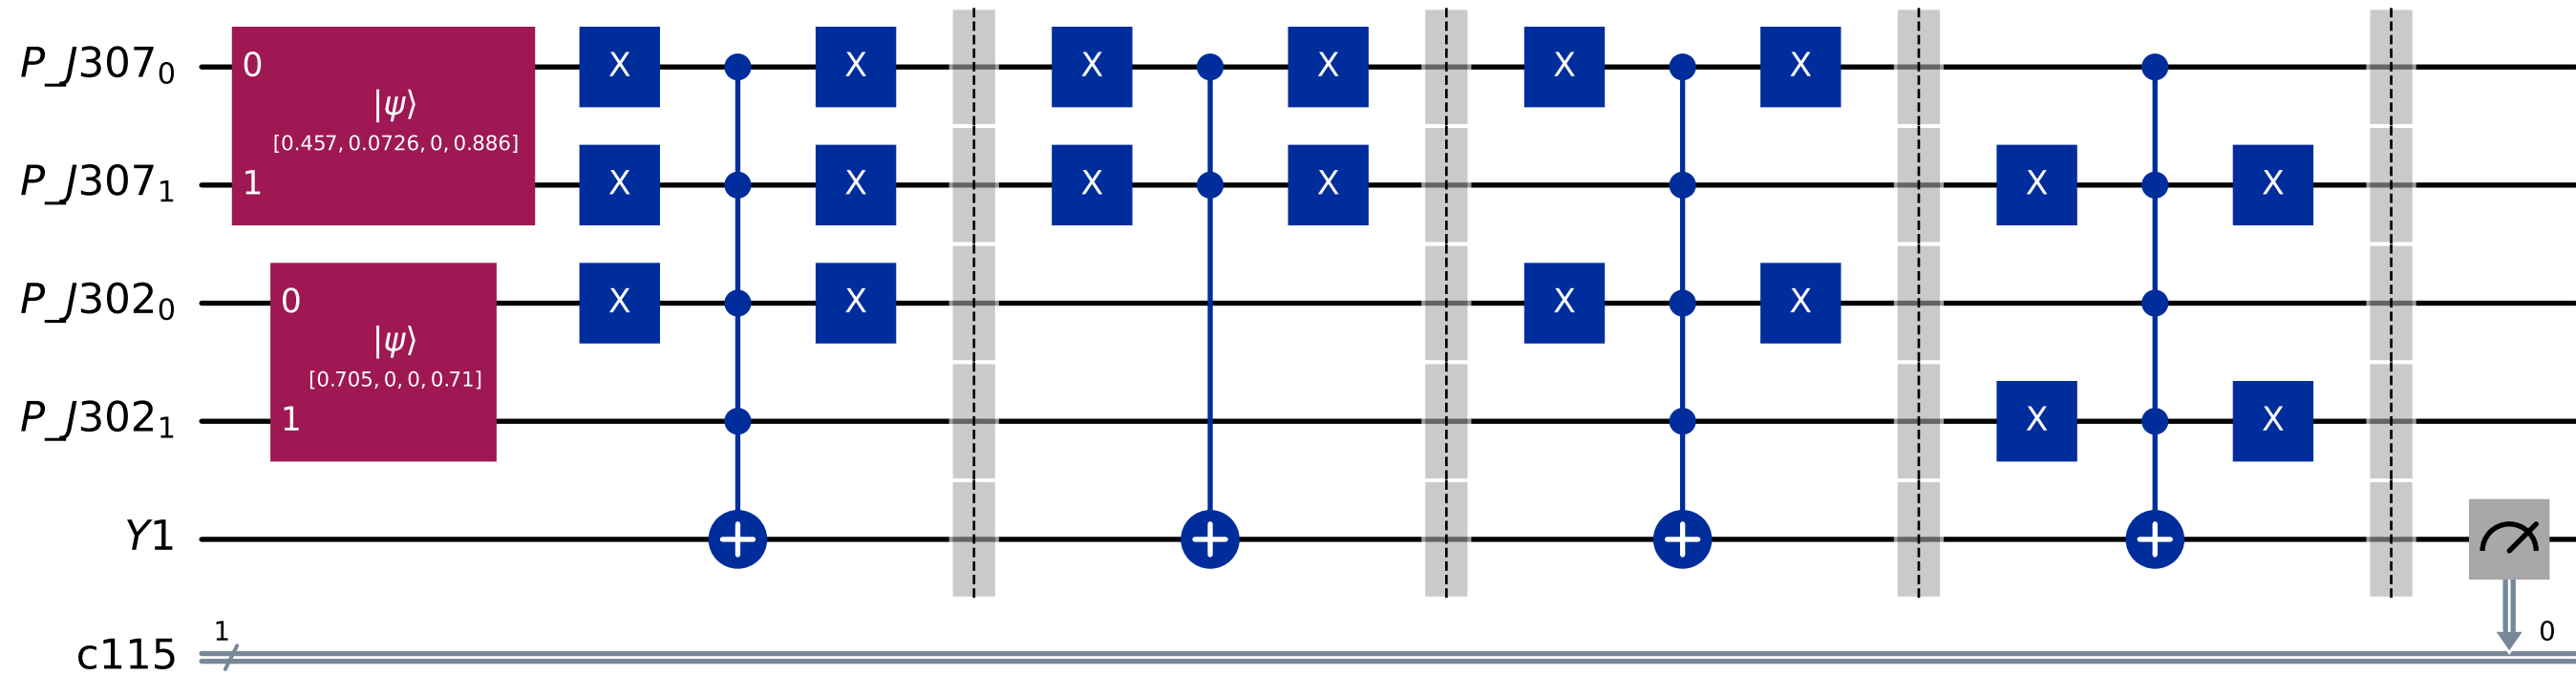 P_J307₀ 0 X X X X X X
|ψ⟩
[0.457, 0.0726, 0, 0.886]
P_J307₁ 1 X X X X X X
P_J302₀ 0 X X X X
|ψ⟩
[0.705, 0, 0, 0.71]
P_J302₁ 1 X X
Y1
c115 1 0